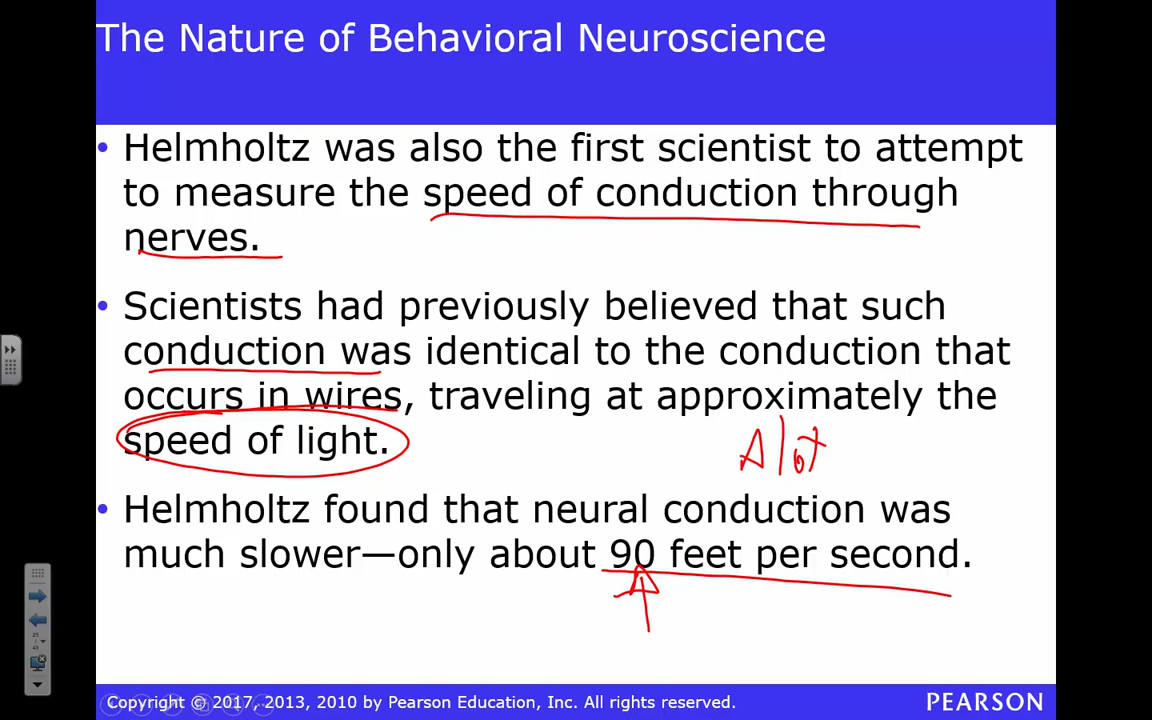 The Nature of Behavioral Neuroscience
• Helmholtz was also the first scientist to attempt
to measure the speed of conduction through
nerves.
• Scientists had previously believed that such
conduction was identical to the conduction that
occurs in wires, traveling at approximately the
speed of light.
A lot
• Helmholtz found that neural conduction was
much slower—only about 90 feet per second.
Copyright © 2017, 2013, 2010 by Pearson Education, Inc. All rights reserved.
PEARSON